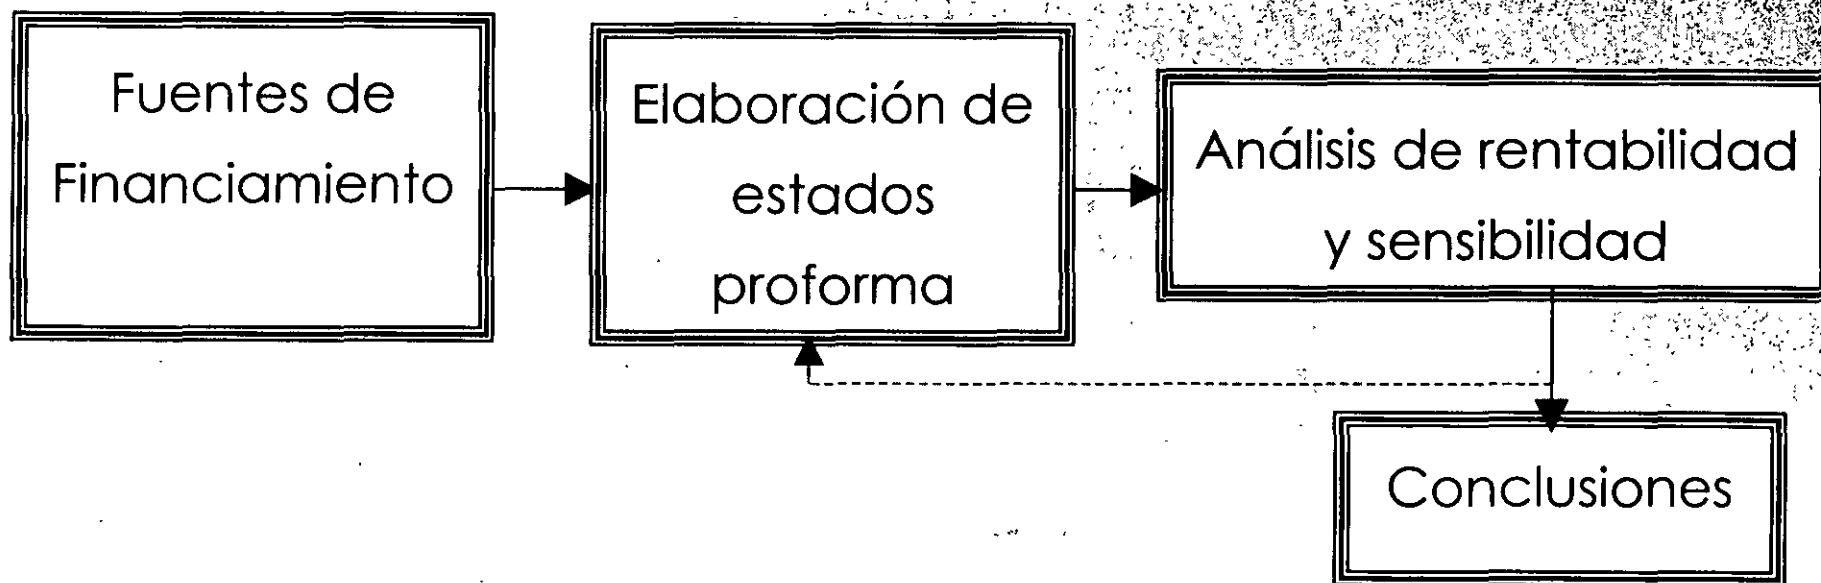 Fuentes de
Financiamiento
Elaboración de
estados
proforma
Análisis de rentabilidad
y sensibilidad
Conclusiones